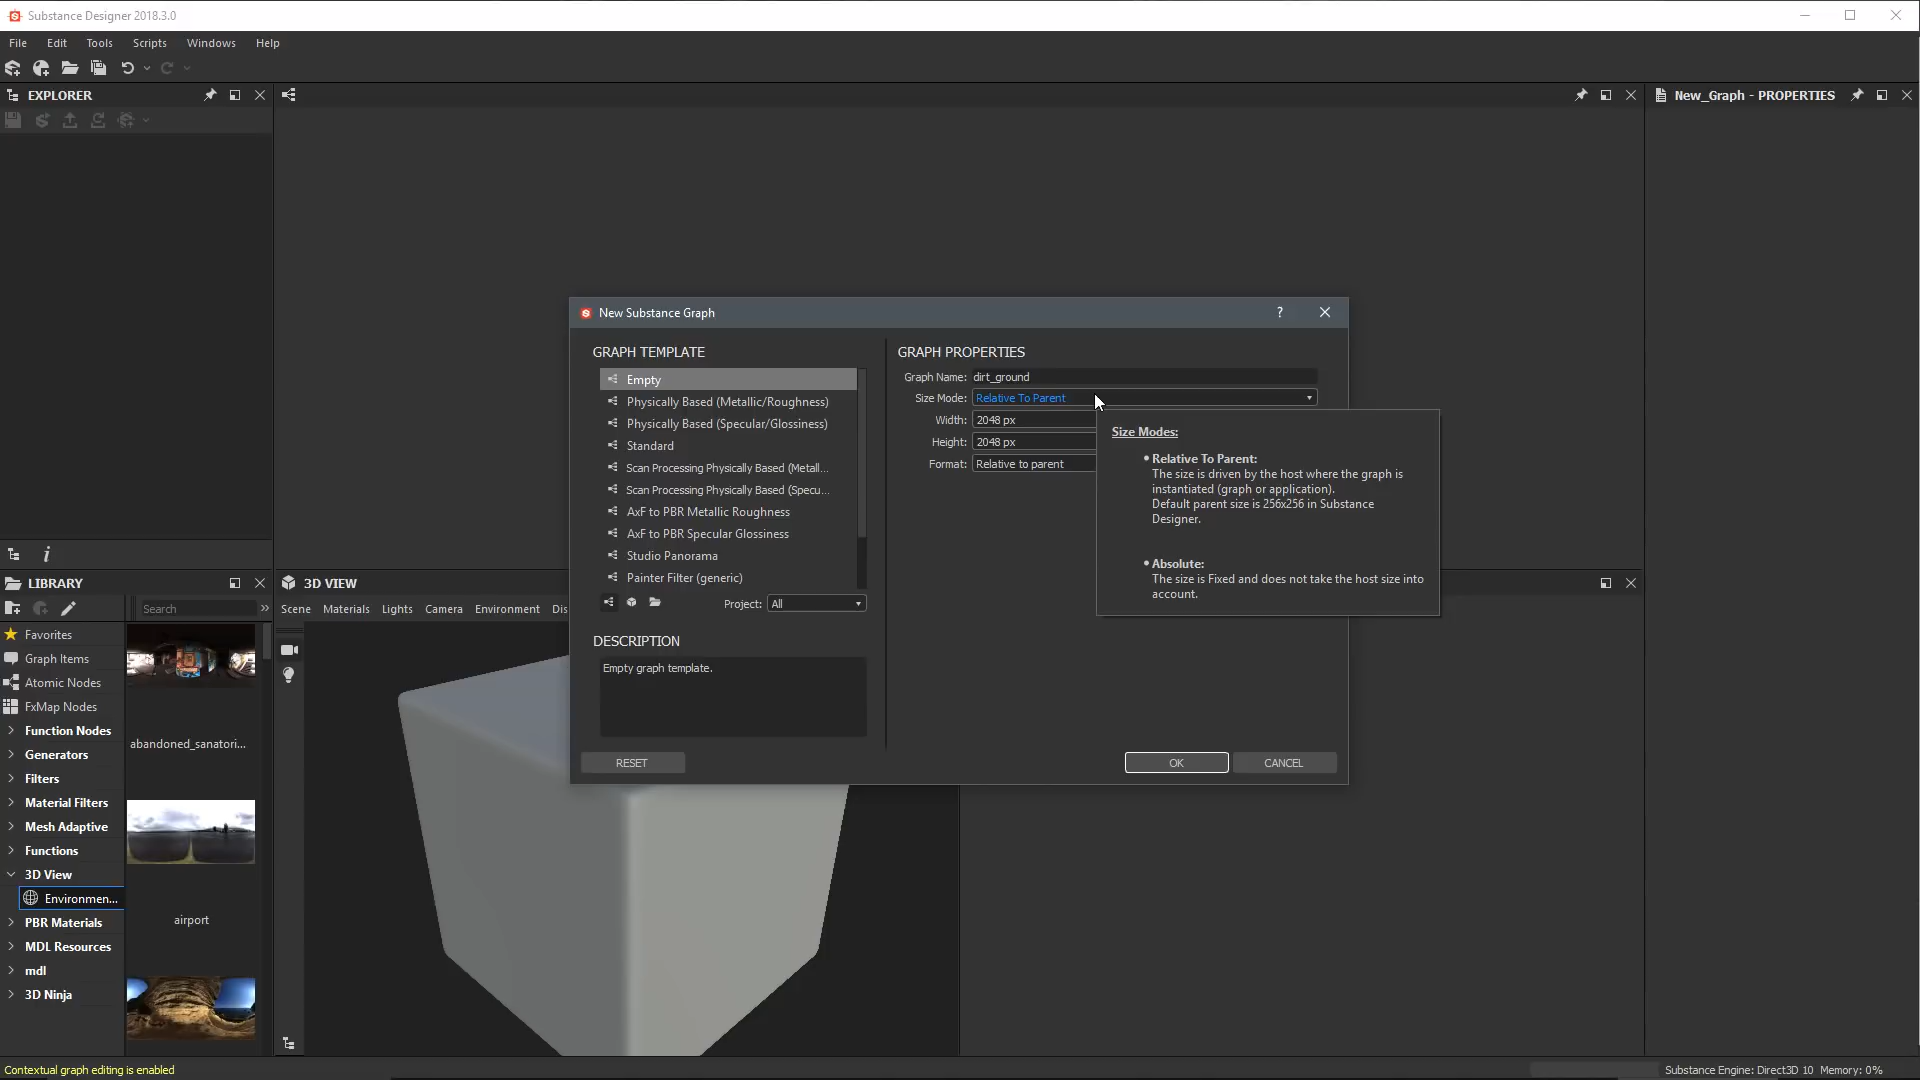 Substance Designer 2018.3.0
File Edit Tools Scripts Windows Help
EXPLORER
New_Graph - PROPERTIES
New Substance Graph
?
GRAPH TEMPLATE
Empty
Physically Based (Metallic/Roughness)
Physically Based (Specular/Glossiness)
Standard
Scan Processing Physically Based (Metall...
Scan Processing Physically Based (Specu...
AxF to PBR Metallic Roughness
AxF to PBR Specular Glossiness
Studio Panorama
Painter Filter (generic)
Project: All
DESCRIPTION
Empty graph template.
RESET
GRAPH PROPERTIES
Graph Name: dirt_ground
Size Mode: Relative To Parent
Width: 2048 px
Height: 2048 px
Format: Relative to parent
Size Modes:
• Relative To Parent:
The size is driven by the host where the graph is
instantiated (graph or application).
Default parent size is 256x256 in Substance
Designer.
• Absolute:
The size is Fixed and does not take the host size into
account.
OK CANCEL
LIBRARY
Search
Favorites
Graph Items
Atomic Nodes
FxMap Nodes
Function Nodes
Generators
Filters
Material Filters
Mesh Adaptive
Functions
3D View
Environmen...
PBR Materials
MDL Resources
mdl
3D Ninja
abandoned_sanatori...
airport
3D VIEW
Scene Materials Lights Camera Environment Dis
Contextual graph editing is enabled
Substance Engine: Direct3D 10 Memory: 0%